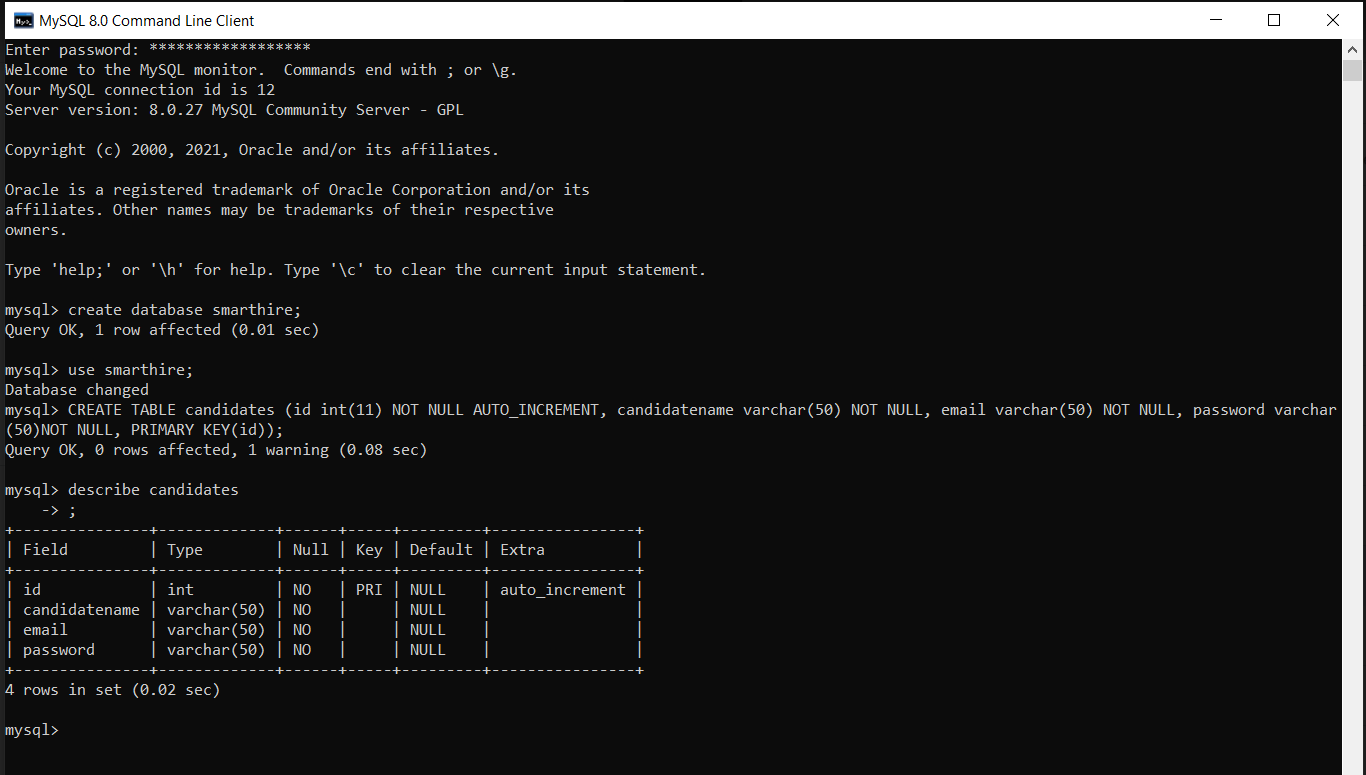 MySQL 8.0 Command Line Client
Enter password: ******************
Welcome to the MySQL monitor.  Commands end with ; or \g.
Your MySQL connection id is 12
Server version: 8.0.27 MySQL Community Server - GPL

Copyright (c) 2000, 2021, Oracle and/or its affiliates.

Oracle is a registered trademark of Oracle Corporation and/or its
affiliates. Other names may be trademarks of their respective
owners.

Type 'help;' or '\h' for help. Type '\c' to clear the current input statement.

mysql> create database smarthire;
Query OK, 1 row affected (0.01 sec)

mysql> use smarthire;
Database changed
mysql> CREATE TABLE candidates (id int(11) NOT NULL AUTO_INCREMENT, candidatename varchar(50) NOT NULL, email varchar(50) NOT NULL, password varchar
(50)NOT NULL, PRIMARY KEY(id));
Query OK, 0 rows affected, 1 warning (0.08 sec)

mysql> describe candidates
    -> ;
+---------------+-------------+------+-----+---------+----------------+
| Field         | Type        | Null | Key | Default | Extra          |
+---------------+-------------+------+-----+---------+----------------+
| id            | int         | NO   | PRI | NULL    | auto_increment |
| candidatename | varchar(50) | NO   |     | NULL    |                |
| email         | varchar(50) | NO   |     | NULL    |                |
| password      | varchar(50) | NO   |     | NULL    |                |
+---------------+-------------+------+-----+---------+----------------+
4 rows in set (0.02 sec)

mysql>